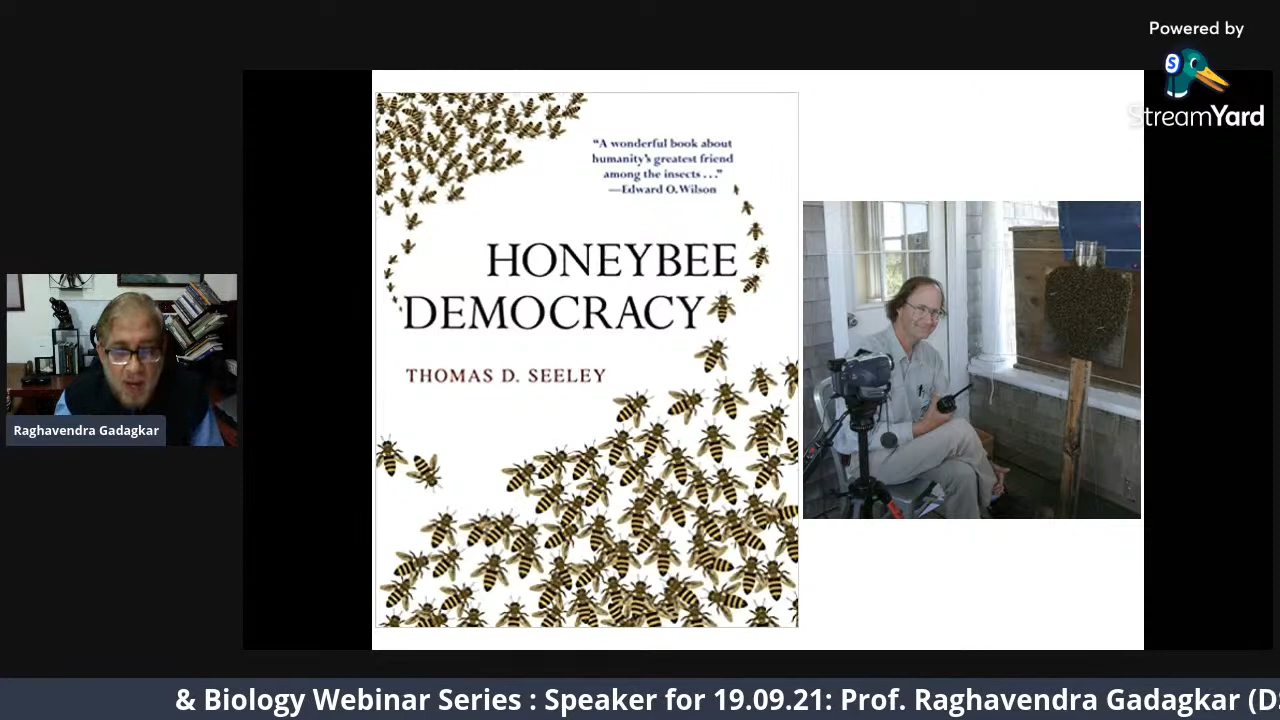 Powered by
StreamYard
"A wonderful book about
humanity's greatest friend
among the insects . . ."
—Edward O. Wilson
HONEYBEE
DEMOCRACY
THOMAS D. SEELEY
Raghavendra Gadagkar
& Biology Webinar Series : Speaker for 19.09.21: Prof. Raghavendra Gadagkar